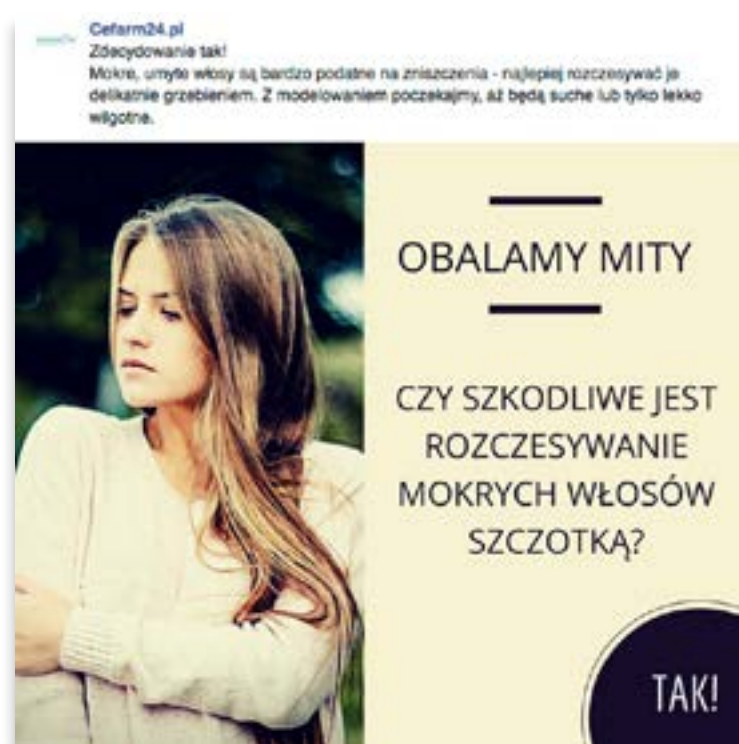 Cefarm24.pl
Zdecydowanie tak!
Mokre, umyte włosy są bardzo podatne na zniszczenia - najlepiej rozczesywać je
delikatnie grzebieniem. Z modelowaniem poczekajmy, aż będą suche lub tylko lekko
wilgotne.
OBALAMY MITY
CZY SZKODLIWE JEST
ROZCZESYWANIE
MOKRYCH WŁOSÓW
SZCZOTKĄ?
TAK!